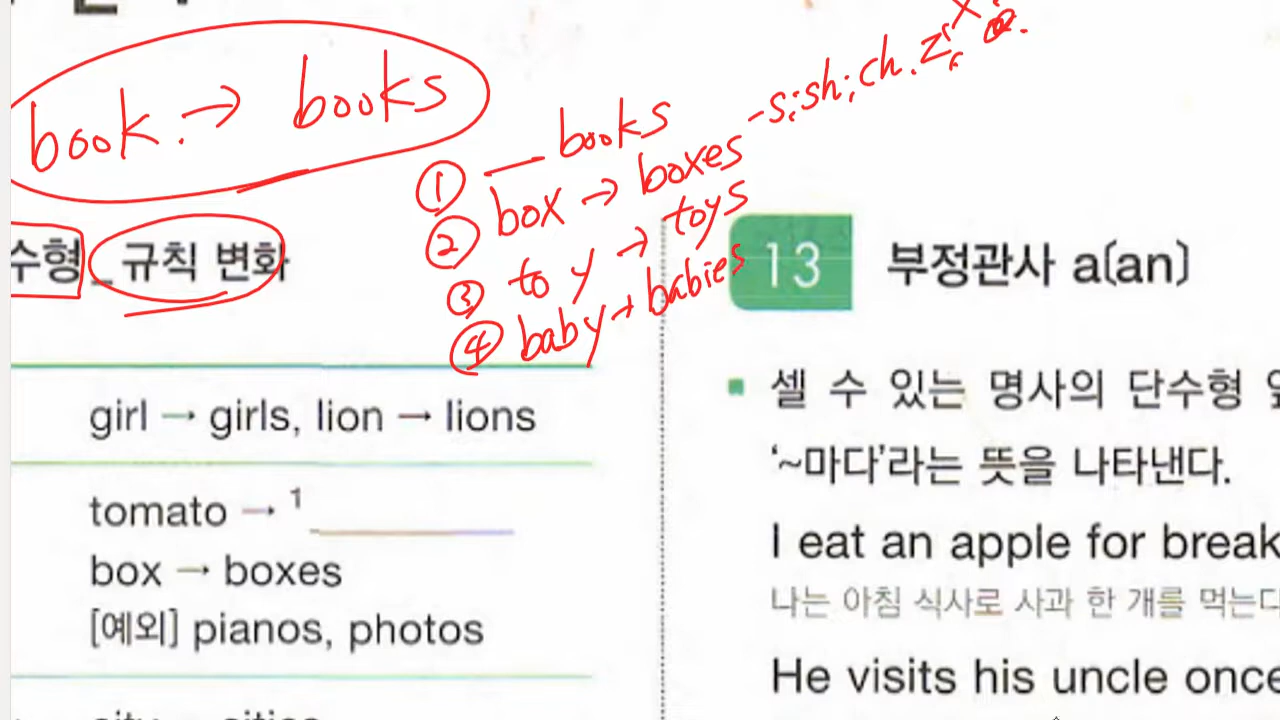 book. → books
① __ books
② box → boxes -s; sh; ch. z, x
③ toy → toys
④ baby → babies
수형_규칙 변화
girl → girls, lion → lions
tomato → 1
box → boxes
[예외] pianos, photos
13 부정관사 a(an)
셀 수 있는 명사의 단수형
'~마다'라는 뜻을 나타낸다.
I eat an apple for break
나는 아침 식사로 사과 한 개를 먹는다
He visits his uncle once